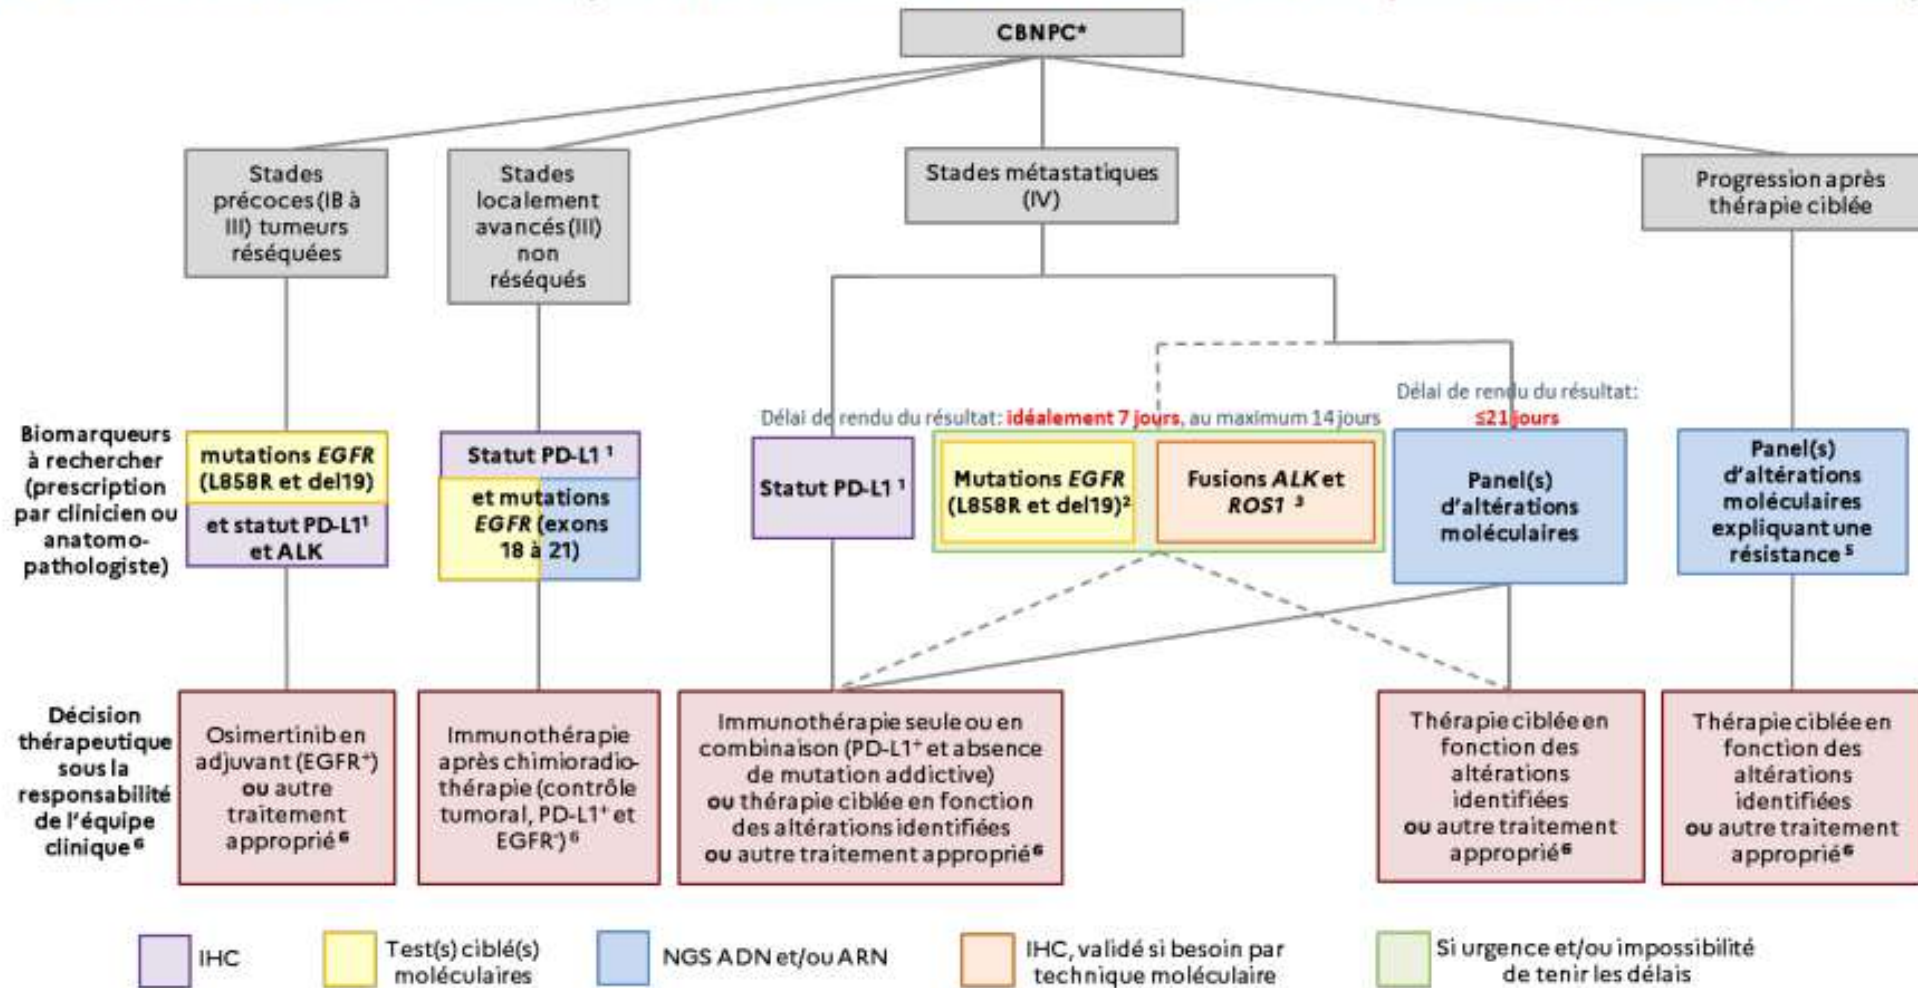 CBNPC*
Stades
précoces (IB à
III) tumeurs
réséquées
Stades
localement
avancés (III)
non
réséqués
Stades métastatiques
(IV)
Progression après
thérapie ciblée
Biomarqueurs
à rechercher
(prescription
par clinicien ou
anatomo-
pathologiste)
mutations EGFR
(L858R et del19)
et statut PD-L1¹
et ALK
Statut PD-L1 ¹
et mutations
EGFR (exons
18 à 21)
Délai de rendu du résultat: idéalement 7 jours, au maximum 14 jours
Statut PD-L1 ¹
Mutations EGFR
(L858R et del19)²
Fusions ALK et
ROS1 ³
Délai de rendu du résultat:
≤21 jours
Panel(s)
d'altérations
moléculaires
Panel(s)
d'altérations
moléculaires
expliquant une
résistance ⁵
Décision
thérapeutique
sous la
responsabilité
de l'équipe
clinique ⁶
Osimertinib en
adjuvant (EGFR⁺)
ou autre
traitement
approprié ⁶
Immunothérapie
après chimioradio-
thérapie (contrôle
tumoral, PD-L1⁺ et
EGFR⁻) ⁶
Immunothérapie seule ou en
combinaison (PD-L1⁺ et absence
de mutation addictive)
ou thérapie ciblée en fonction
des altérations identifiées
ou autre traitement approprié⁶
Thérapie ciblée en
fonction des
altérations
identifiées
ou autre traitement
approprié⁶
Thérapie ciblée en
fonction des
altérations
identifiées
ou autre traitement
approprié⁶
IHC
Test(s) ciblé(s)
moléculaires
NGS ADN et/ou ARN
IHC, validé si besoin par
technique moléculaire
Si urgence et/ou impossibilité
de tenir les délais